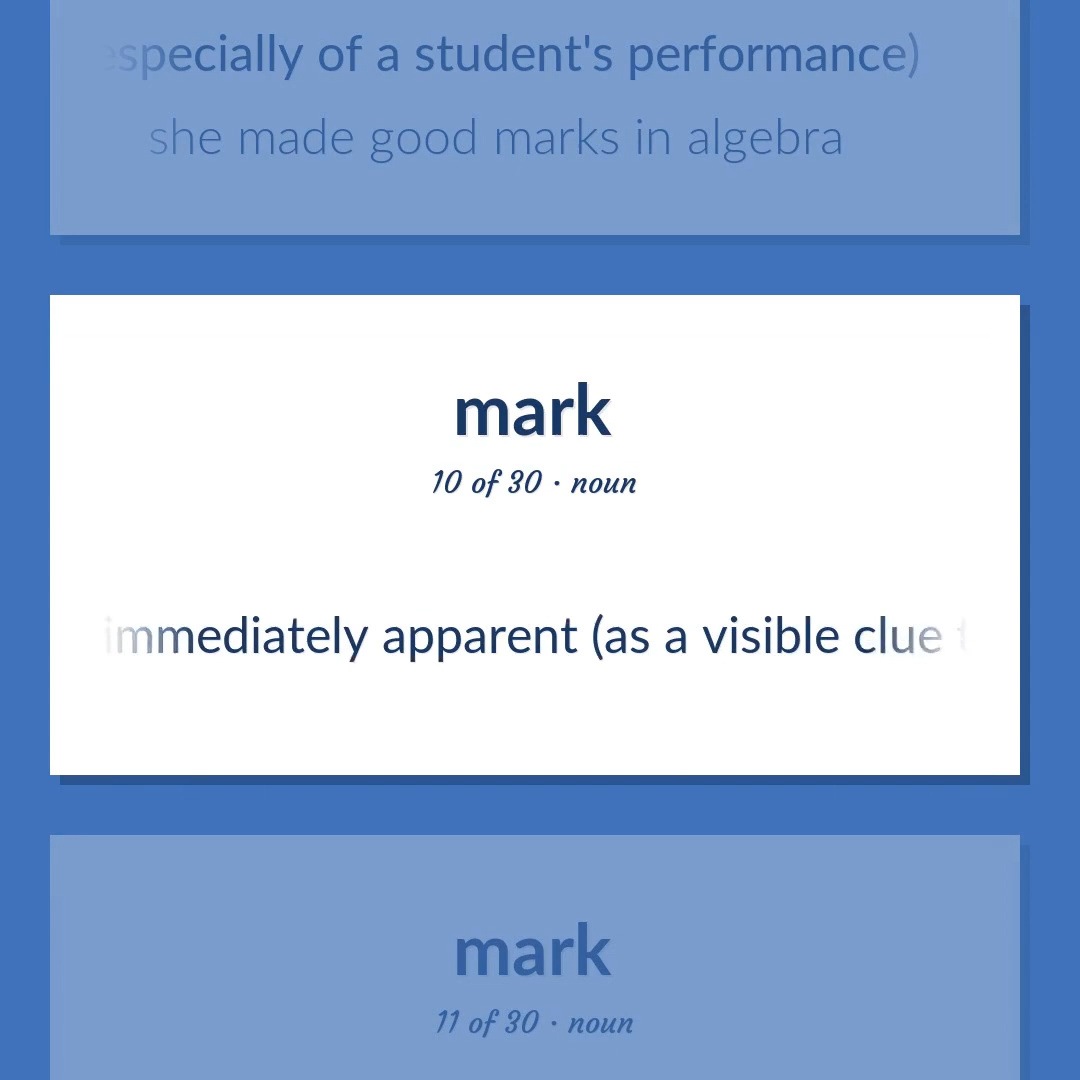 especially of a student's performance)
she made good marks in algebra
mark
10 of 30 · noun
immediately apparent (as a visible clue
mark
11 of 30 · noun